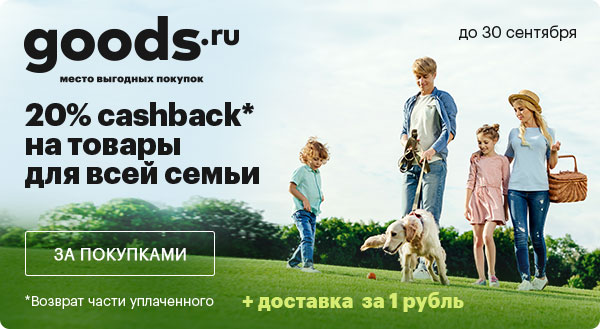 goods.ru
место выгодных покупок
до 30 сентября
20% cashback*
на товары
для всей семьи
ЗА ПОКУПКАМИ
*Возврат части уплаченного
+ доставка за 1 рубль